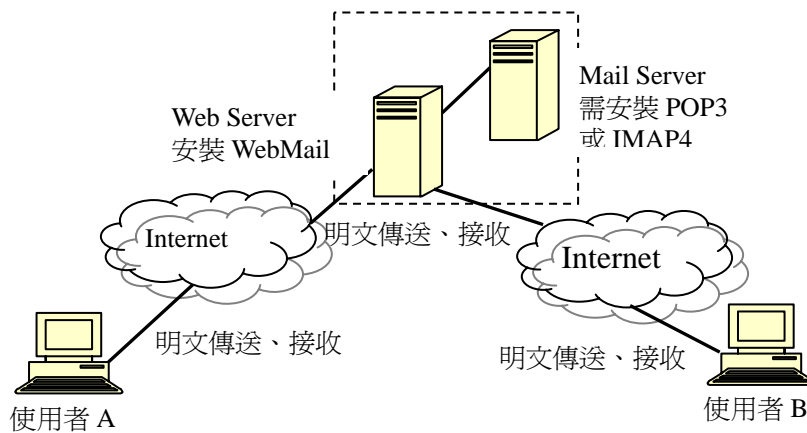 Mail Server
需安裝 POP3
或 IMAP4
Web Server
安裝 WebMail
Internet
明文傳送、接收
Internet
明文傳送、接收
明文傳送、接收
使用者 A
使用者 B